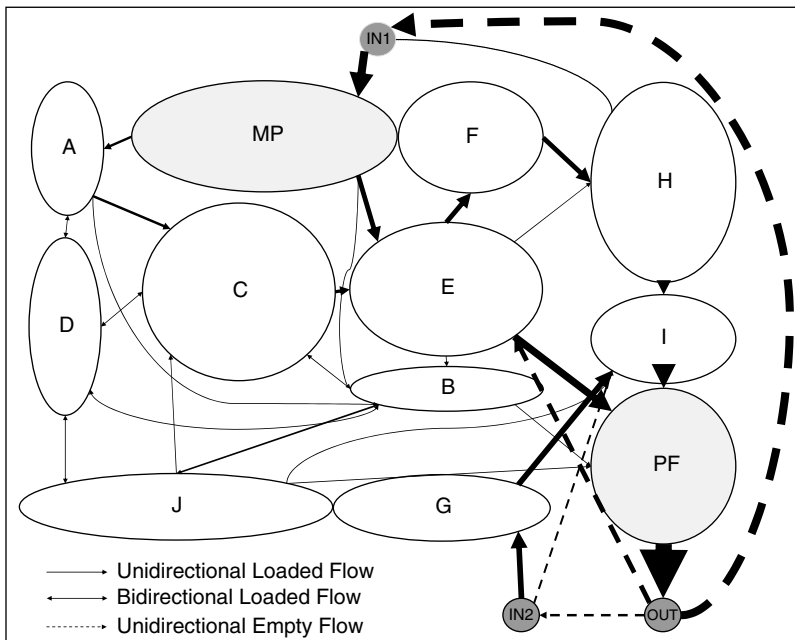 IN1
A
MP
F
H
C
E
D
I
B
PF
J
G
IN2
OUT
Unidirectional Loaded Flow
Bidirectional Loaded Flow
Unidirectional Empty Flow